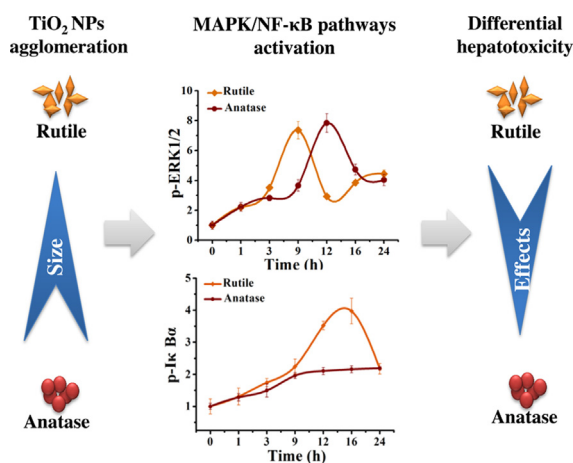 TiO2 NPs
agglomeration
MAPK/NF-κB pathways
activation
Differential
hepatotoxicity
Rutile
Size
Anatase
Rutile
Anatase
p-ERK1/2
10
8
6
4
2
0
0 1 3 9 12 16 24
Time (h)
Rutile
Anatase
p-Iκ Bα
5
4
3
2
1
0 1 3 9 12 16 24
Time (h)
Rutile
Effects
Anatase